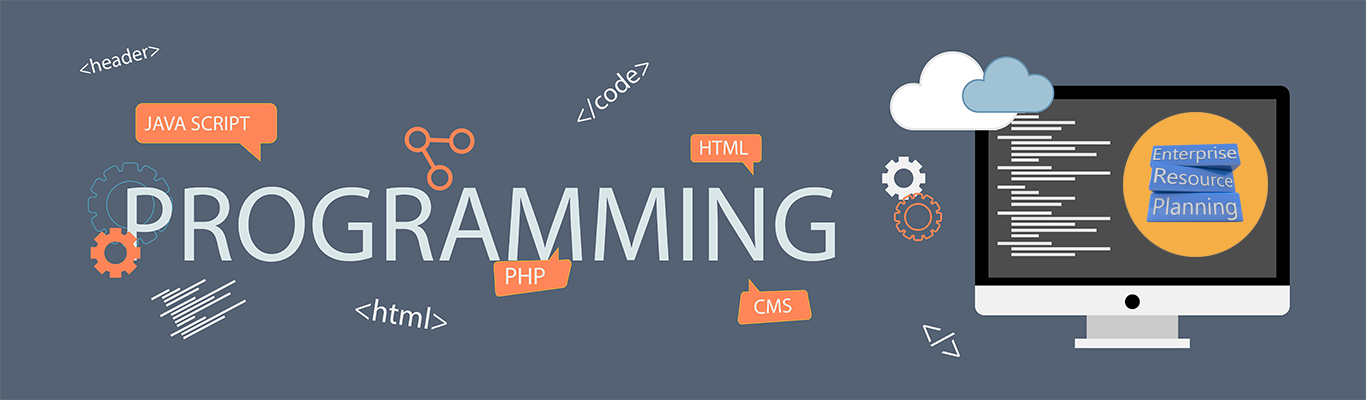 <header>
</code>
JAVA SCRIPT
HTML
PROGRAMMING
Enterprise
Resource
Planning
PHP
CMS
<html>
</>